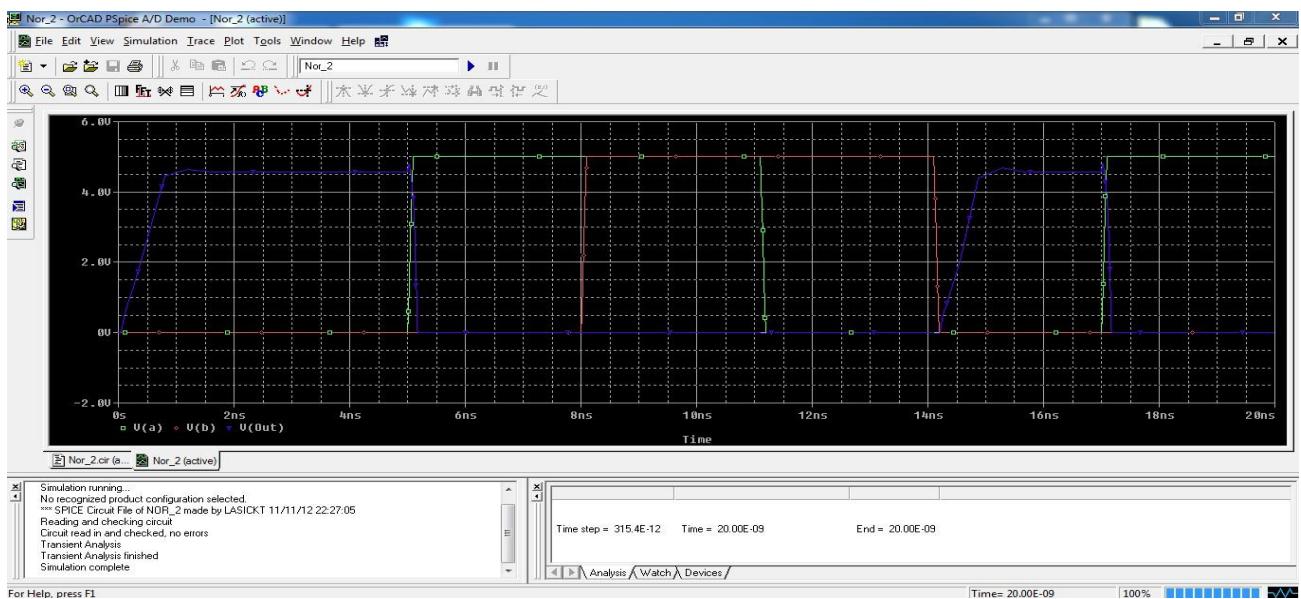 Nor_2 - OrCAD PSpice A/D Demo - [Nor_2 (active)]
File Edit View Simulation Trace Plot Tools Window Help
Nor_2
6.0V
4.0V
2.0V
0V
-2.0V
0s 2ns 4ns 6ns 8ns 10ns 12ns 14ns 16ns 18ns 20ns
V(a) V(b) V(Out)
Time
Nor_2.cir (a... Nor_2 (active)
Simulation running...
No recognized product configuration selected.
*** SPICE Circuit File of NOR_2 made by LASICKT 11/11/12 22:27:05
Reading and checking circuit
Circuit read in and checked, no errors
Transient Analysis
Transient Analysis finished
Simulation complete
Time step = 315.4E-12 Time = 20.00E-09 End = 20.00E-09
Analysis Watch Devices
For Help, press F1 Time= 20.00E-09 100%